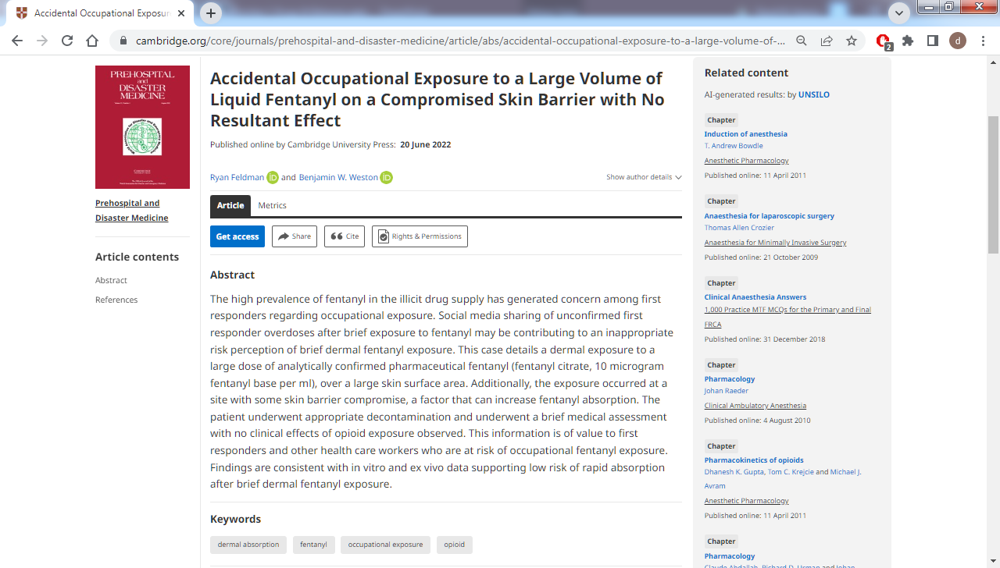 Accidental Occupational Exposur
cambridge.org/core/journals/prehospital-and-disaster-medicine/article/abs/accidental-occupational-exposure-to-a-large-volume-of-...
2
d
PREHOSPITAL
and
DISASTER
MEDICINE
Prehospital and
Disaster Medicine
Article contents
Abstract
References
Accidental Occupational Exposure to a Large Volume of
Liquid Fentanyl on a Compromised Skin Barrier with No
Resultant Effect
Published online by Cambridge University Press: 20 June 2022
Ryan Feldman iD and Benjamin W. Weston iD
Show author details
Article Metrics
Get access Share Cite Rights & Permissions
Abstract
The high prevalence of fentanyl in the illicit drug supply has generated concern among first
responders regarding occupational exposure. Social media sharing of unconfirmed first
responder overdoses after brief exposure to fentanyl may be contributing to an inappropriate
risk perception of brief dermal fentanyl exposure. This case details a dermal exposure to a
large dose of analytically confirmed pharmaceutical fentanyl (fentanyl citrate, 10 microgram
fentanyl base per ml), over a large skin surface area. Additionally, the exposure occurred at a
site with some skin barrier compromise, a factor that can increase fentanyl absorption. The
patient underwent appropriate decontamination and underwent a brief medical assessment
with no clinical effects of opioid exposure observed. This information is of value to first
responders and other health care workers who are at risk of occupational fentanyl exposure.
Findings are consistent with in vitro and ex vivo data supporting low risk of rapid absorption
after brief dermal fentanyl exposure.
Keywords
dermal absorption fentanyl occupational exposure opioid
Related content
AI-generated results: by UNSILO
Chapter
Induction of anesthesia
T. Andrew Bowdle
Anesthetic Pharmacology
Published online: 11 April 2011
Chapter
Anaesthesia for laparoscopic surgery
Thomas Allen Crozier
Anaesthesia for Minimally Invasive Surgery
Published online: 21 October 2009
Chapter
Clinical Anaesthesia Answers
1,000 Practice MTF MCQs for the Primary and Final
FRCA
Published online: 31 December 2018
Chapter
Pharmacology
Johan Raeder
Clinical Ambulatory Anesthesia
Published online: 4 August 2010
Chapter
Pharmacokinetics of opioids
Dhanesh K. Gupta, Tom C. Krejcie and Michael J.
Avram
Anesthetic Pharmacology
Published online: 11 April 2011
Chapter
Pharmacology